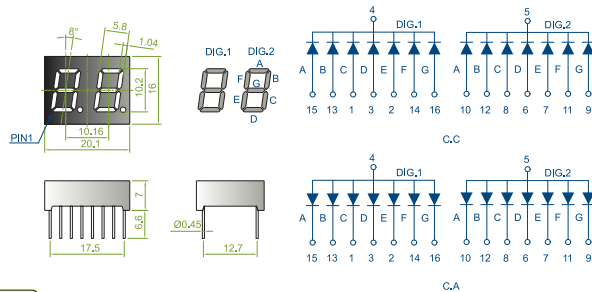 8°
5.8
1.04
10.2
16
PIN1
10.16
20.1
DIG.1 DIG.2
A
F B
G
E C
D
4
DIG.1
A B C D E F G
15 13 1 3 2 14 16
5
DIG.2
A B C D E F G
10 12 8 6 7 11 9
C.C
7
6.6
17.5
Ø0.45
12.7
4
DIG.1
A B C D E F G
15 13 1 3 2 14 16
5
DIG.2
A B C D E F G
10 12 8 6 7 11 9
C.A